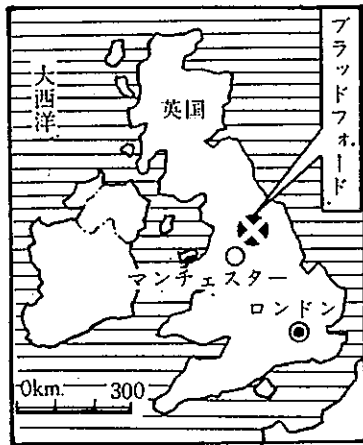 ブラッドフォード
大西洋
英国
マンチェスター
ロンドン
0km. 300